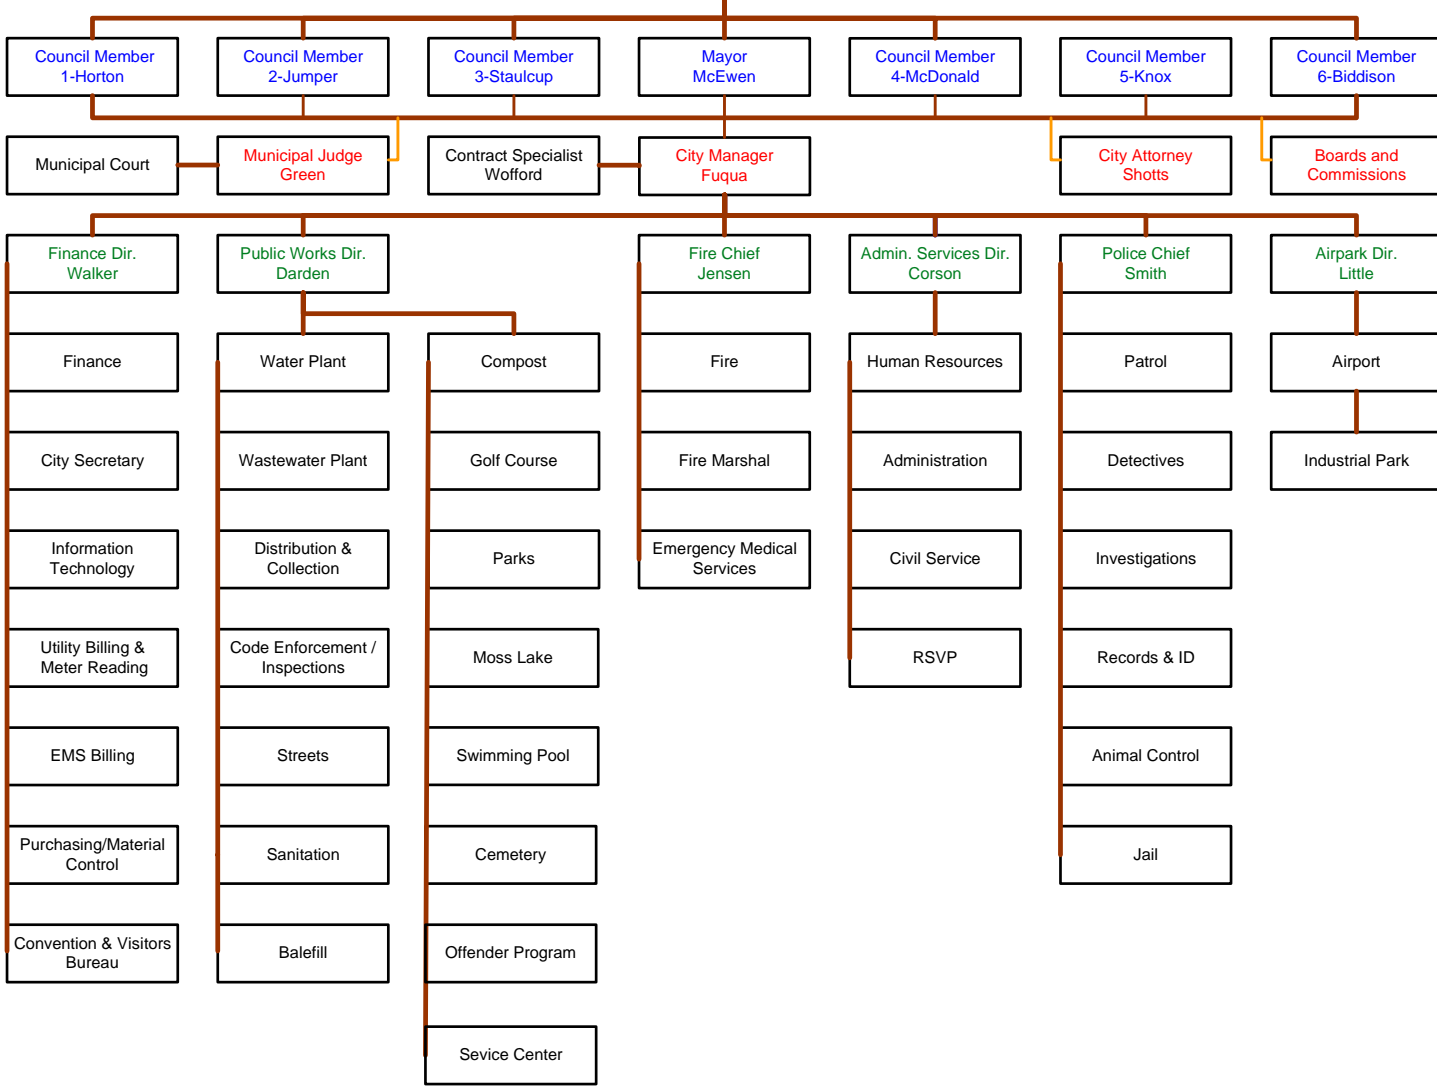 Council Member
1-Horton
Council Member
2-Jumper
Council Member
3-Staulcup
Mayor
McEwen
Council Member
4-McDonald
Council Member
5-Knox
Council Member
6-Biddison
Municipal Court
Municipal Judge
Green
Contract Specialist
Wofford
City Manager
Fuqua
City Attorney
Shotts
Boards and
Commissions
Finance Dir.
Walker
Public Works Dir.
Darden
Fire Chief
Jensen
Admin. Services Dir.
Corson
Police Chief
Smith
Airpark Dir.
Little
Finance
Water Plant
Compost
Fire
Human Resources
Patrol
Airport
City Secretary
Wastewater Plant
Golf Course
Fire Marshal
Administration
Detectives
Industrial Park
Information
Technology
Distribution &
Collection
Parks
Emergency Medical
Services
Civil Service
Investigations
Utility Billing &
Meter Reading
Code Enforcement /
Inspections
Moss Lake
RSVP
Records & ID
EMS Billing
Streets
Swimming Pool
Animal Control
Purchasing/Material
Control
Sanitation
Cemetery
Jail
Convention & Visitors
Bureau
Balefill
Offender Program
Sevice Center